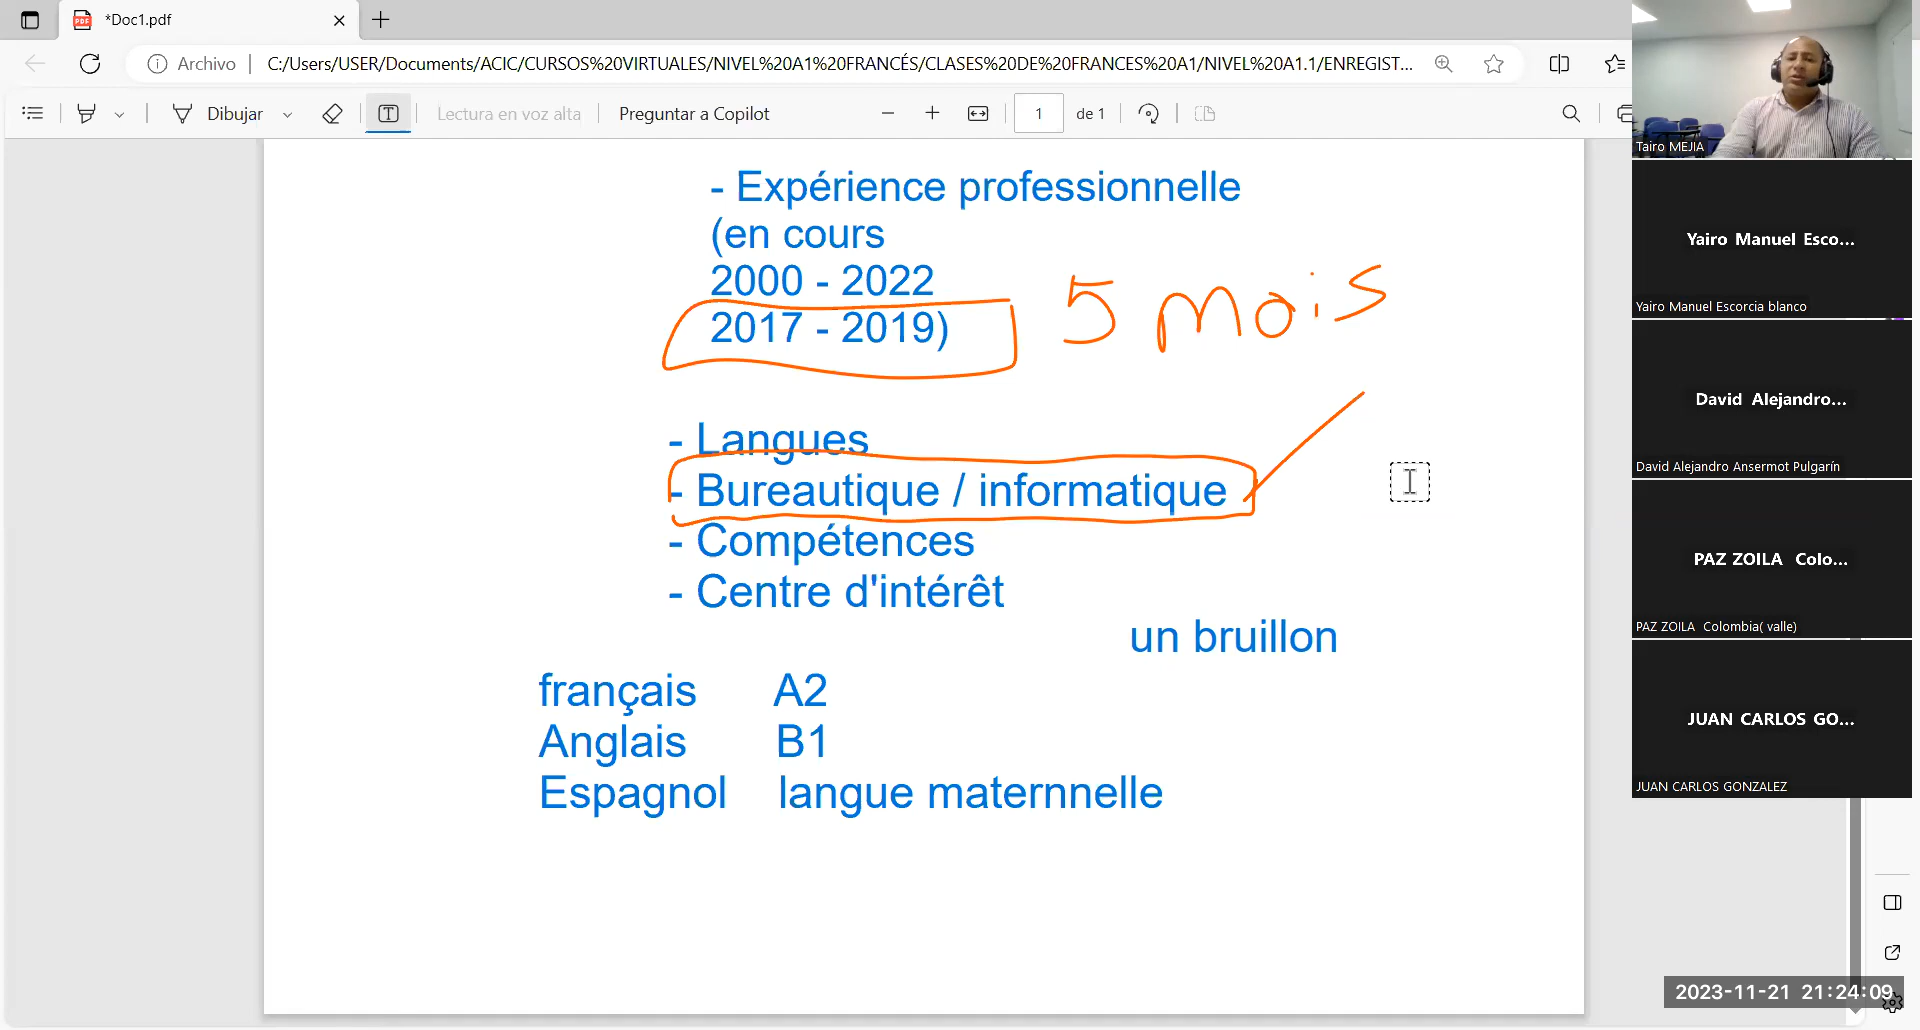 *Doc1.pdf
Archivo
C:/Users/USER/Documents/ACIC/CURSOS%20VIRTUALES/NIVEL%20A1%20FRANCÉS/CLASES%20DE%20FRANCES%20A1/NIVEL%20A1.1/ENREGIST...
Dibujar
Lectura en voz alta
Preguntar a Copilot
1 de 1
- Expérience professionnelle
(en cours
2000 - 2022
2017 - 2019)
5 mois
- Langues
- Bureautique / informatique
- Compétences
- Centre d'intérêt
un bruillon
français A2
Anglais B1
Espagnol langue maternnelle
Tairo MEJIA
Yairo Manuel Esco...
Yairo Manuel Escorcia blanco
David Alejandro...
David Alejandro Ansermot Pulgarín
PAZ ZOILA Colo...
PAZ ZOILA Colombia( valle)
JUAN CARLOS GO...
JUAN CARLOS GONZALEZ
2023-11-21 21:24:09